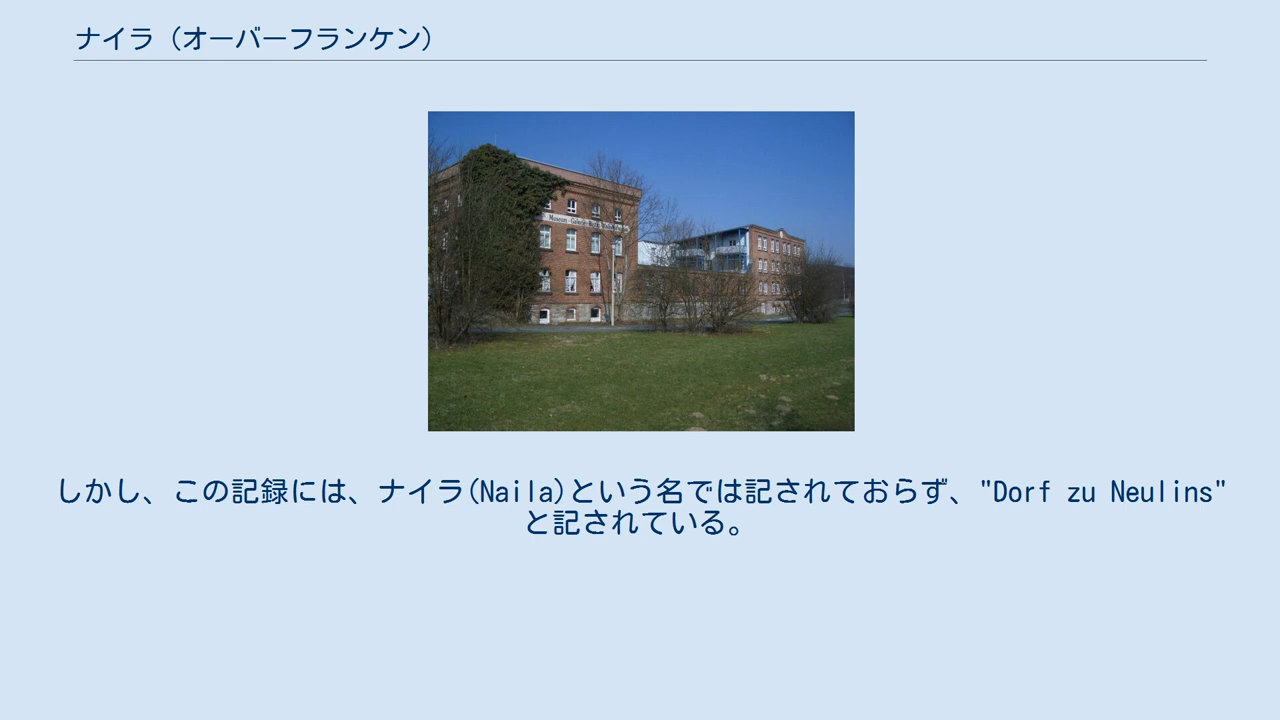 ナイラ（オーバーフランケン）
Museum - Galerie
しかし、この記録には、ナイラ(Naila)という名では記されておらず、"Dorf zu Neulins"
と記されている。